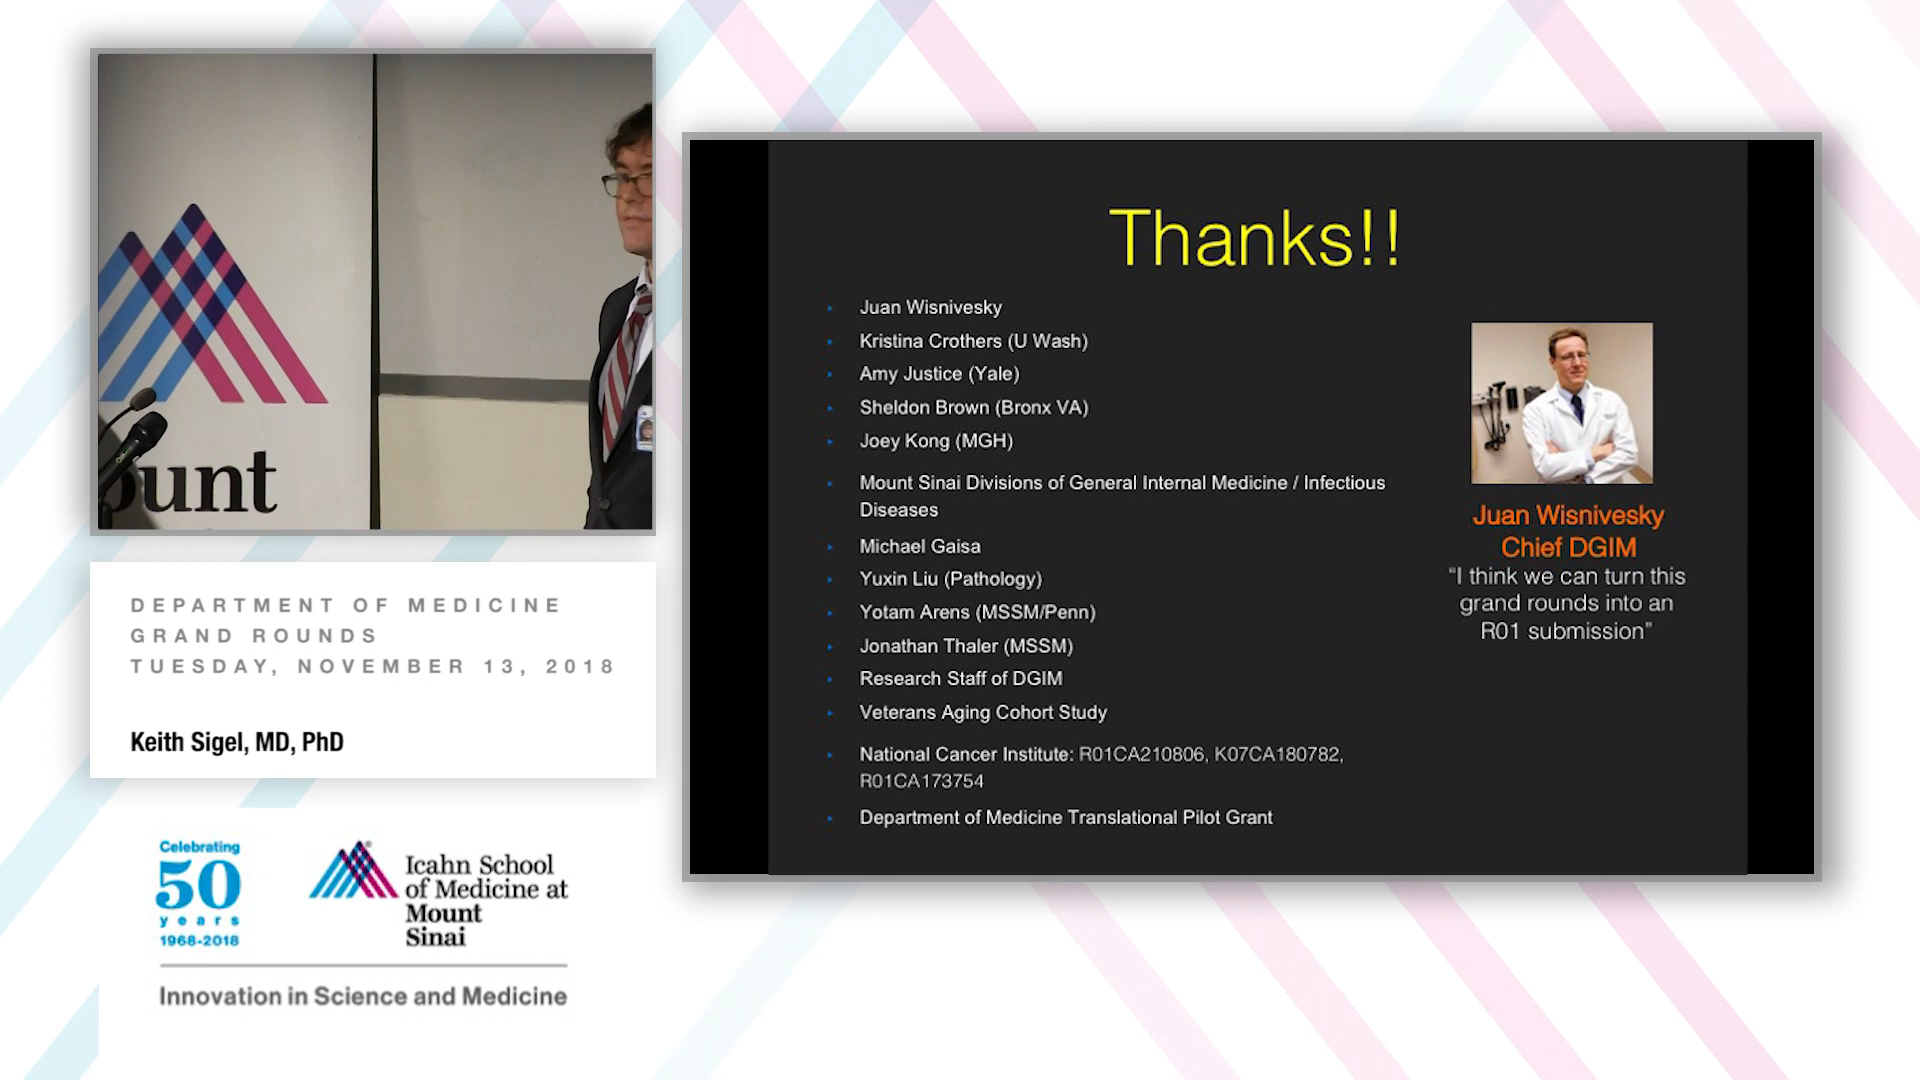 ount
DEPARTMENT OF MEDICINE
GRAND ROUNDS
TUESDAY, NOVEMBER 13, 2018
Keith Sigel, MD, PhD
Celebrating
50
years
1968-2018
Icahn School
of Medicine at
Mount
Sinai
Innovation in Science and Medicine
Thanks!!
Juan Wisnivesky
Kristina Crothers (U Wash)
Amy Justice (Yale)
Sheldon Brown (Bronx VA)
Joey Kong (MGH)
Mount Sinai Divisions of General Internal Medicine / Infectious
Diseases
Michael Gaisa
Yuxin Liu (Pathology)
Yotam Arens (MSSM/Penn)
Jonathan Thaler (MSSM)
Research Staff of DGIM
Veterans Aging Cohort Study
National Cancer Institute: R01CA210806, K07CA180782,
R01CA173754
Department of Medicine Translational Pilot Grant
Juan Wisnivesky
Chief DGIM
“I think we can turn this
grand rounds into an
R01 submission”